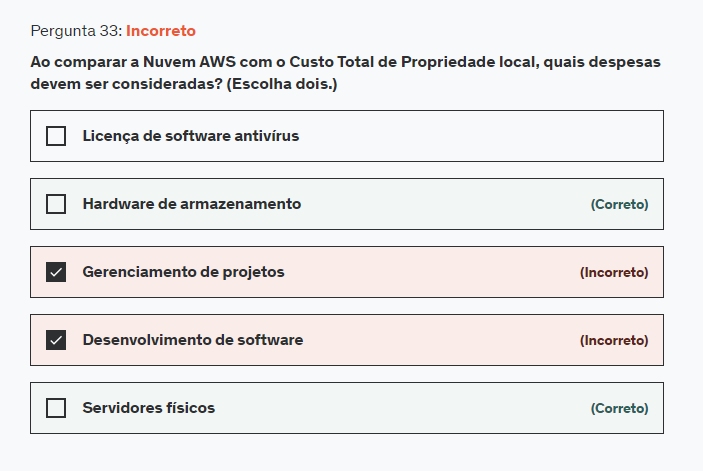 Pergunta 33: Incorreto
Ao comparar a Nuvem AWS com o Custo Total de Propriedade local, quais despesas
devem ser consideradas? (Escolha dois.)
Licença de software antivírus
Hardware de armazenamento (Correto)
Gerenciamento de projetos (Incorreto)
Desenvolvimento de software (Incorreto)
Servidores físicos (Correto)